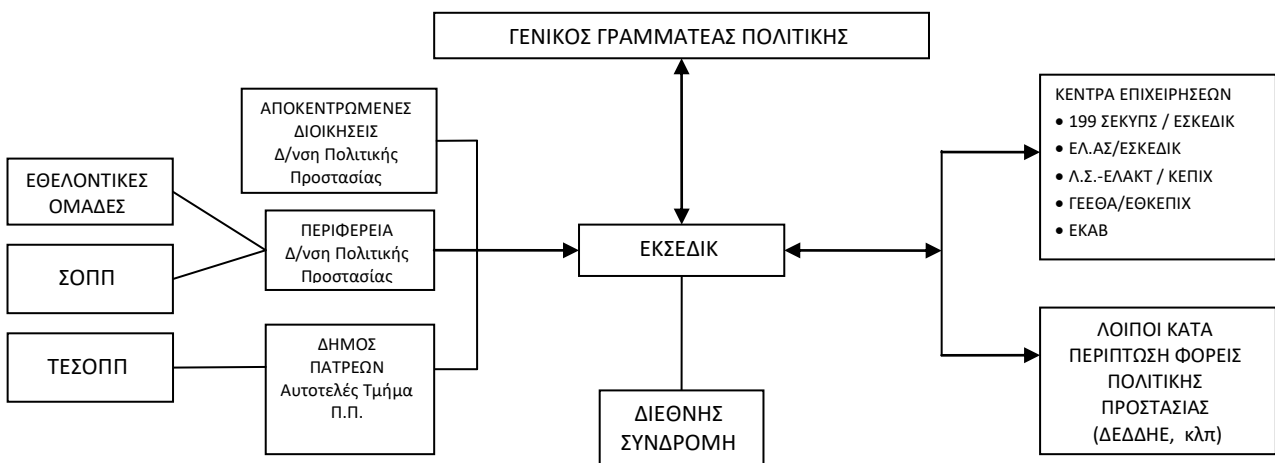 ΓΕΝΙΚΟΣ ΓΡΑΜΜΑΤΕΑΣ ΠΟΛΙΤΙΚΗΣ
ΑΠΟΚΕΝΤΡΩΜΕΝΕΣ
ΔΙΟΙΚΗΣΕΙΣ
Δ/νση Πολιτικής
Προστασίας
ΕΘΕΛΟΝΤΙΚΕΣ
ΟΜΑΔΕΣ
ΣΟΠΠ
ΤΕΣΟΠΠ
ΠΕΡΙΦΕΡΕΙΑ
Δ/νση Πολιτικής
Προστασίας
ΔΗΜΟΣ
ΠΑΤΡΕΩΝ
Αυτοτελές Τμήμα
Π.Π.
ΕΚΣΕΔΙΚ
ΔΙΕΘΝΗΣ
ΣΥΝΔΡΟΜΗ
ΚΕΝΤΡΑ ΕΠΙΧΕΙΡΗΣΕΩΝ
• 199 ΣΕΚΥΠΣ / ΕΣΚΕΔΙΚ
• ΕΛ.ΑΣ/ΕΣΚΕΔΙΚ
• Λ.Σ.-ΕΛΑΚΤ / ΚΕΠΙΧ
• ΓΕΕΘΑ/ΕΘΚΕΠΙΧ
• ΕΚΑΒ
ΛΟΙΠΟΙ ΚΑΤΑ
ΠΕΡΙΠΤΩΣΗ ΦΟΡΕΙΣ
ΠΟΛΙΤΙΚΗΣ
ΠΡΟΣΤΑΣΙΑΣ
(ΔΕΔΔΗΕ, κλπ)